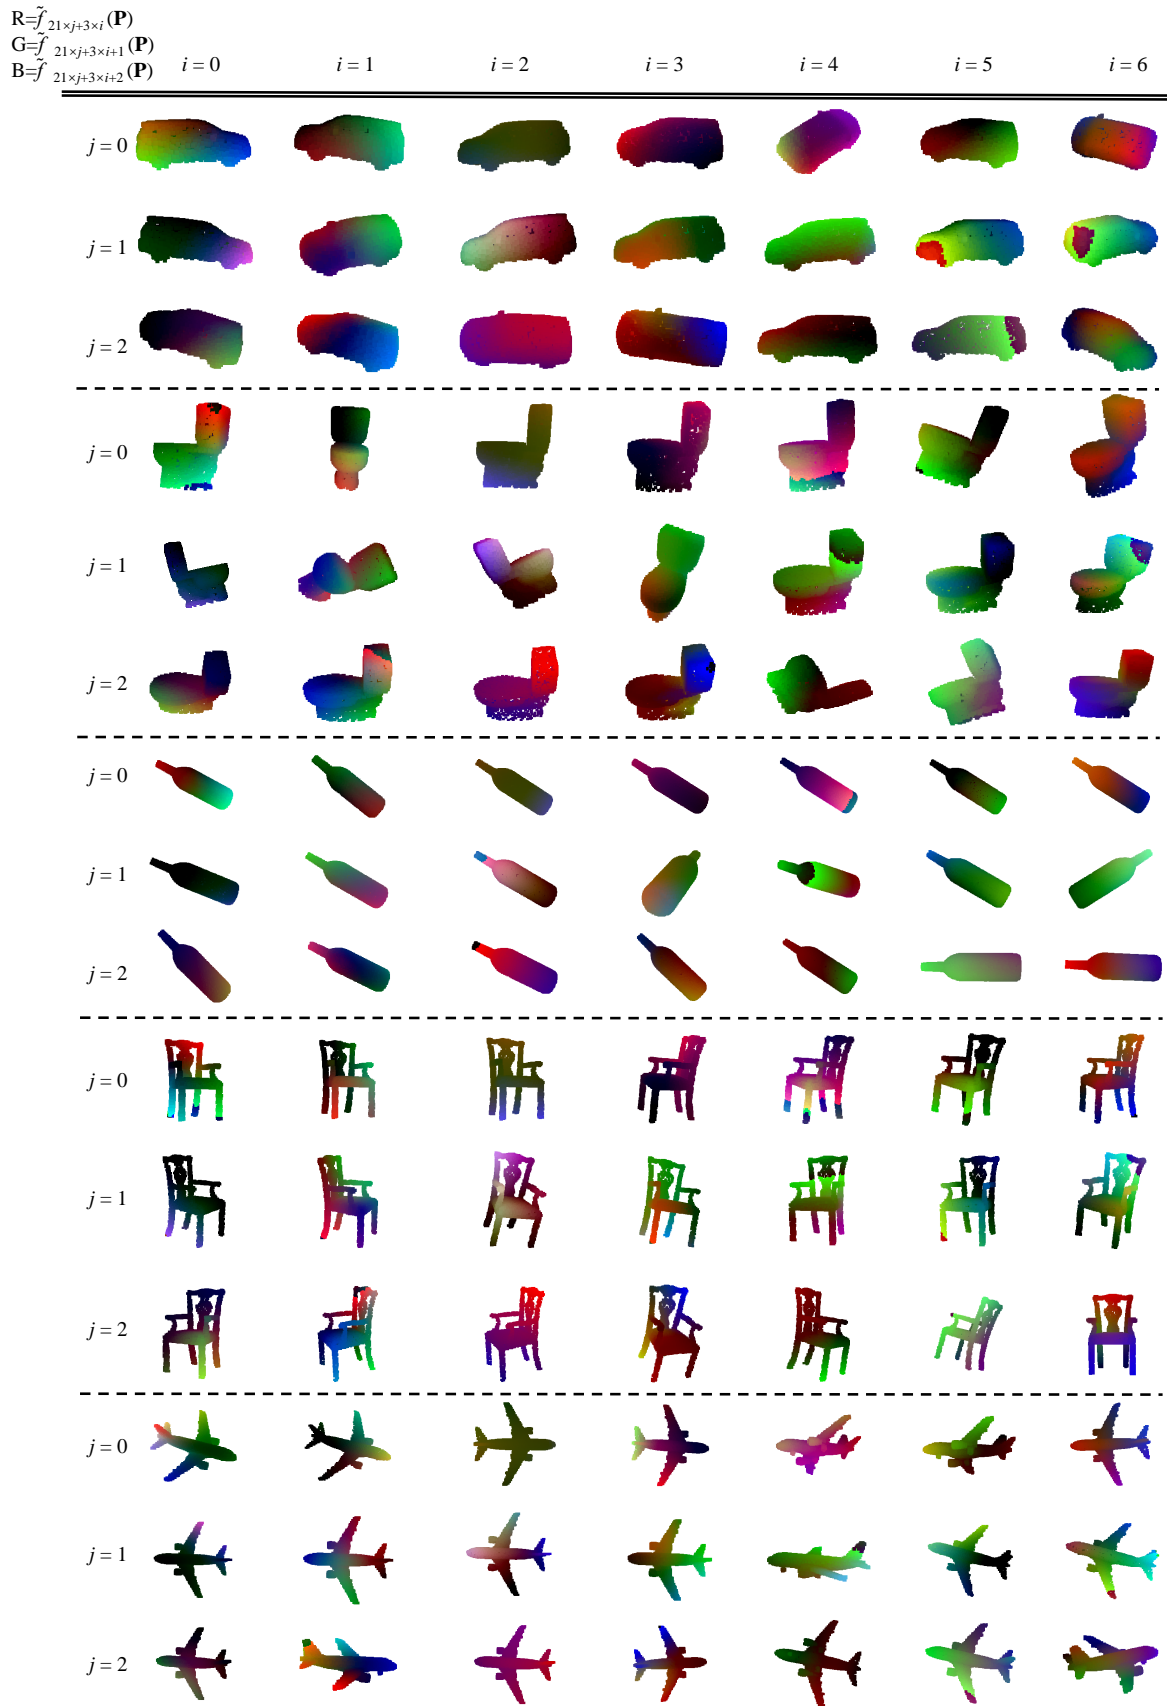 R=f̃ 21×j+3×i (P)
G=f̃ 21×j+3×i+1 (P)
B=f̃ 21×j+3×i+2 (P)
i = 0 i = 1 i = 2 i = 3 i = 4 i = 5 i = 6
j = 0
j = 1
j = 2
j = 0
j = 1
j = 2
j = 0
j = 1
j = 2
j = 0
j = 1
j = 2
j = 0
j = 1
j = 2